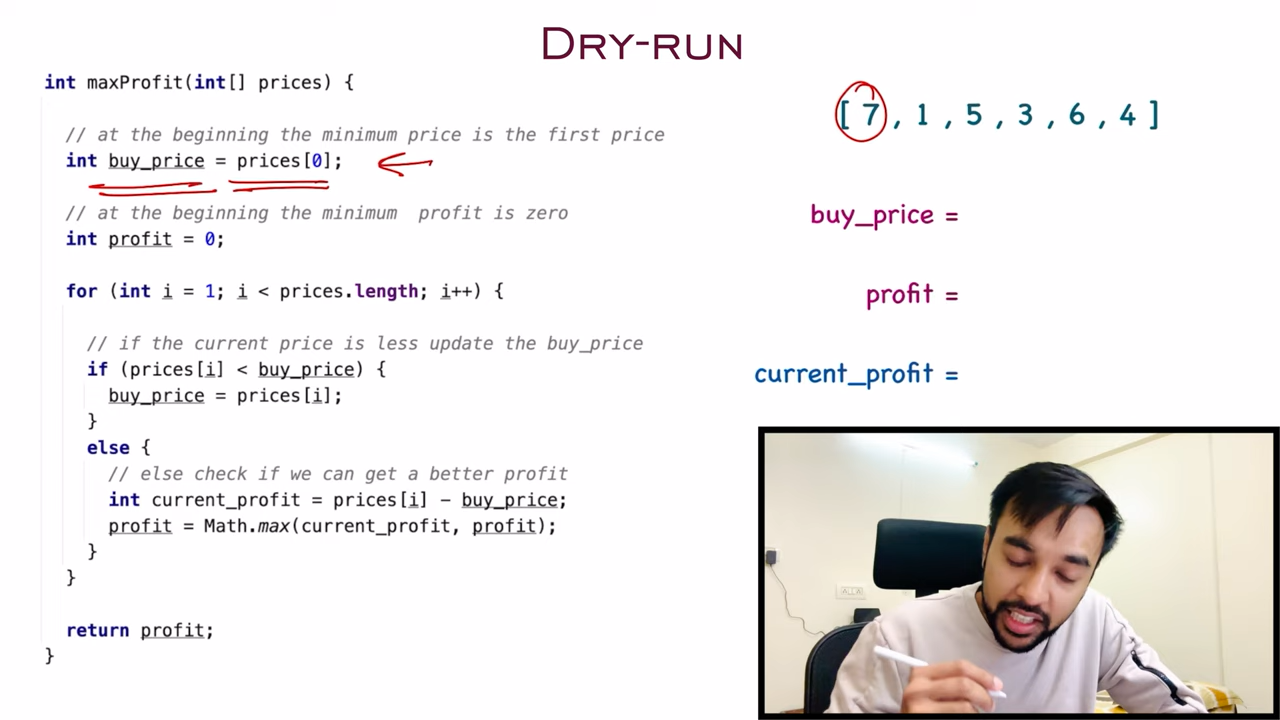 DRY-RUN
int maxProfit(int[] prices) {
// at the beginning the minimum price is the first price
int buy_price = prices[0];
// at the beginning the minimum  profit is zero
int profit = 0;
for (int i = 1; i < prices.length; i++) {
// if the current price is less update the buy_price
if (prices[i] < buy_price) {
buy_price = prices[i];
}
else {
// else check if we can get a better profit
int current_profit = prices[i] – buy_price;
profit = Math.max(current_profit, profit);
}
}
return profit;
}
[ 7 , 1 , 5 , 3 , 6 , 4 ]
buy_price =
profit =
current_profit =